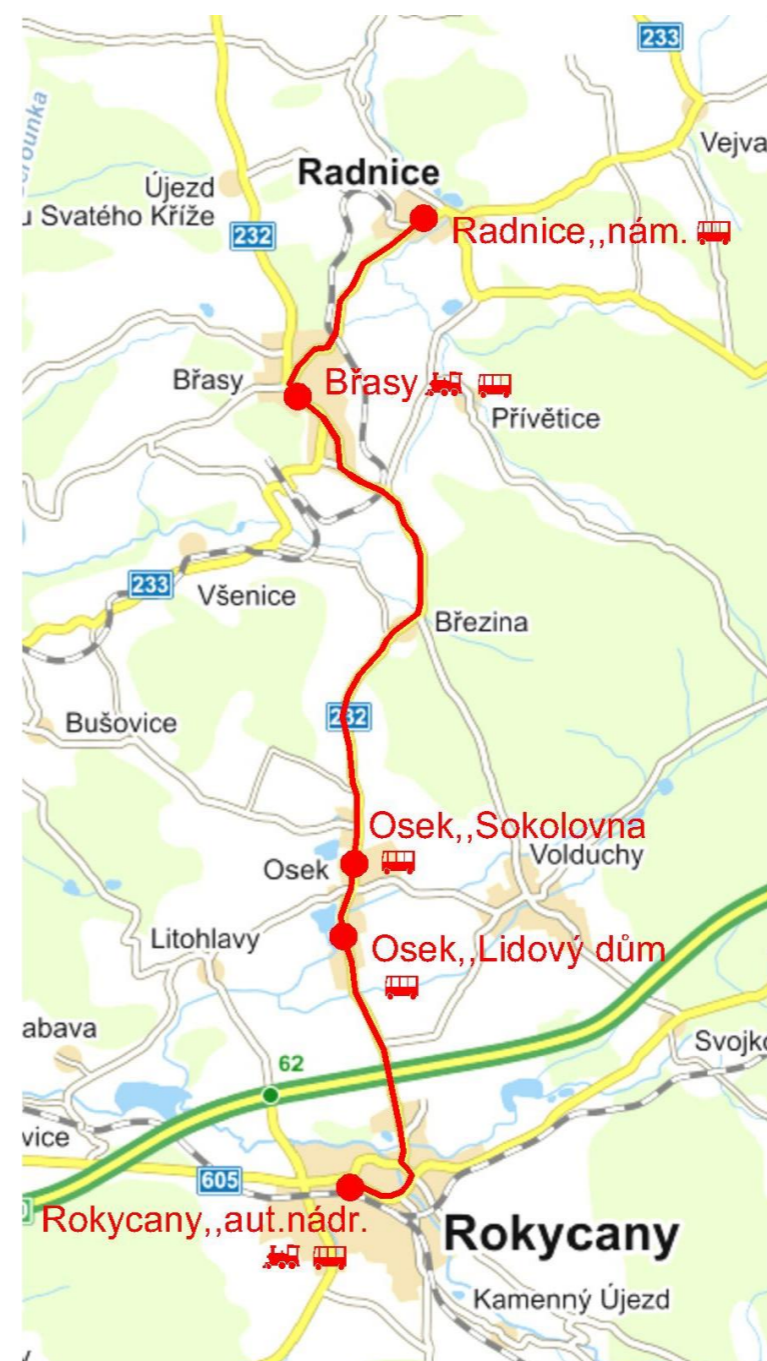 233
Vejva
Radnice
Újezd
u Svatého Kříže
232
Radnice,,nám.
Břasy
Břasy
Přívětice
233
Všenice
Březina
232
Bušovice
Osek,,Sokolovna
Volduchy
Osek
Litohlavy
Osek,,Lidový dům
abava
Svojko
62
vice
605
Rokycany,,aut.nádr.
Rokycany
Kamenný Újezd